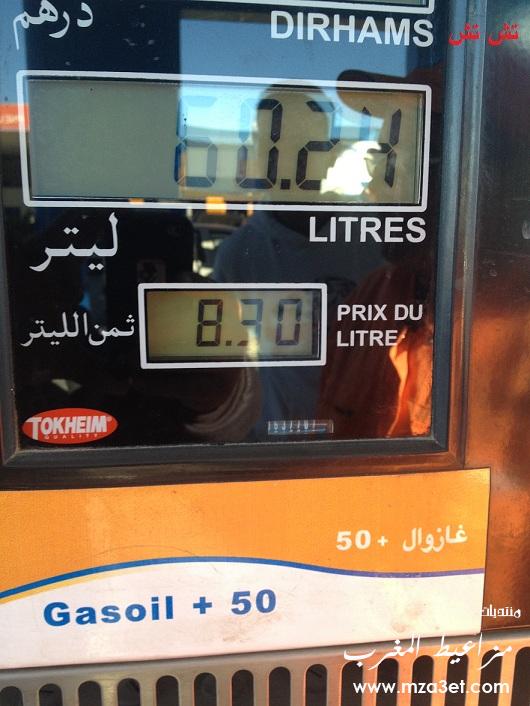 درهم
DIRHAMS
تش تش
60.24
ليتر
LITRES
ثمن الليتر
8.30
PRIX DU
LITRE
TOKHEIM
QUALITY
غازوال + 50
Gasoil + 50
منتديات
مزاعيط المغرب
www.mza3et.com